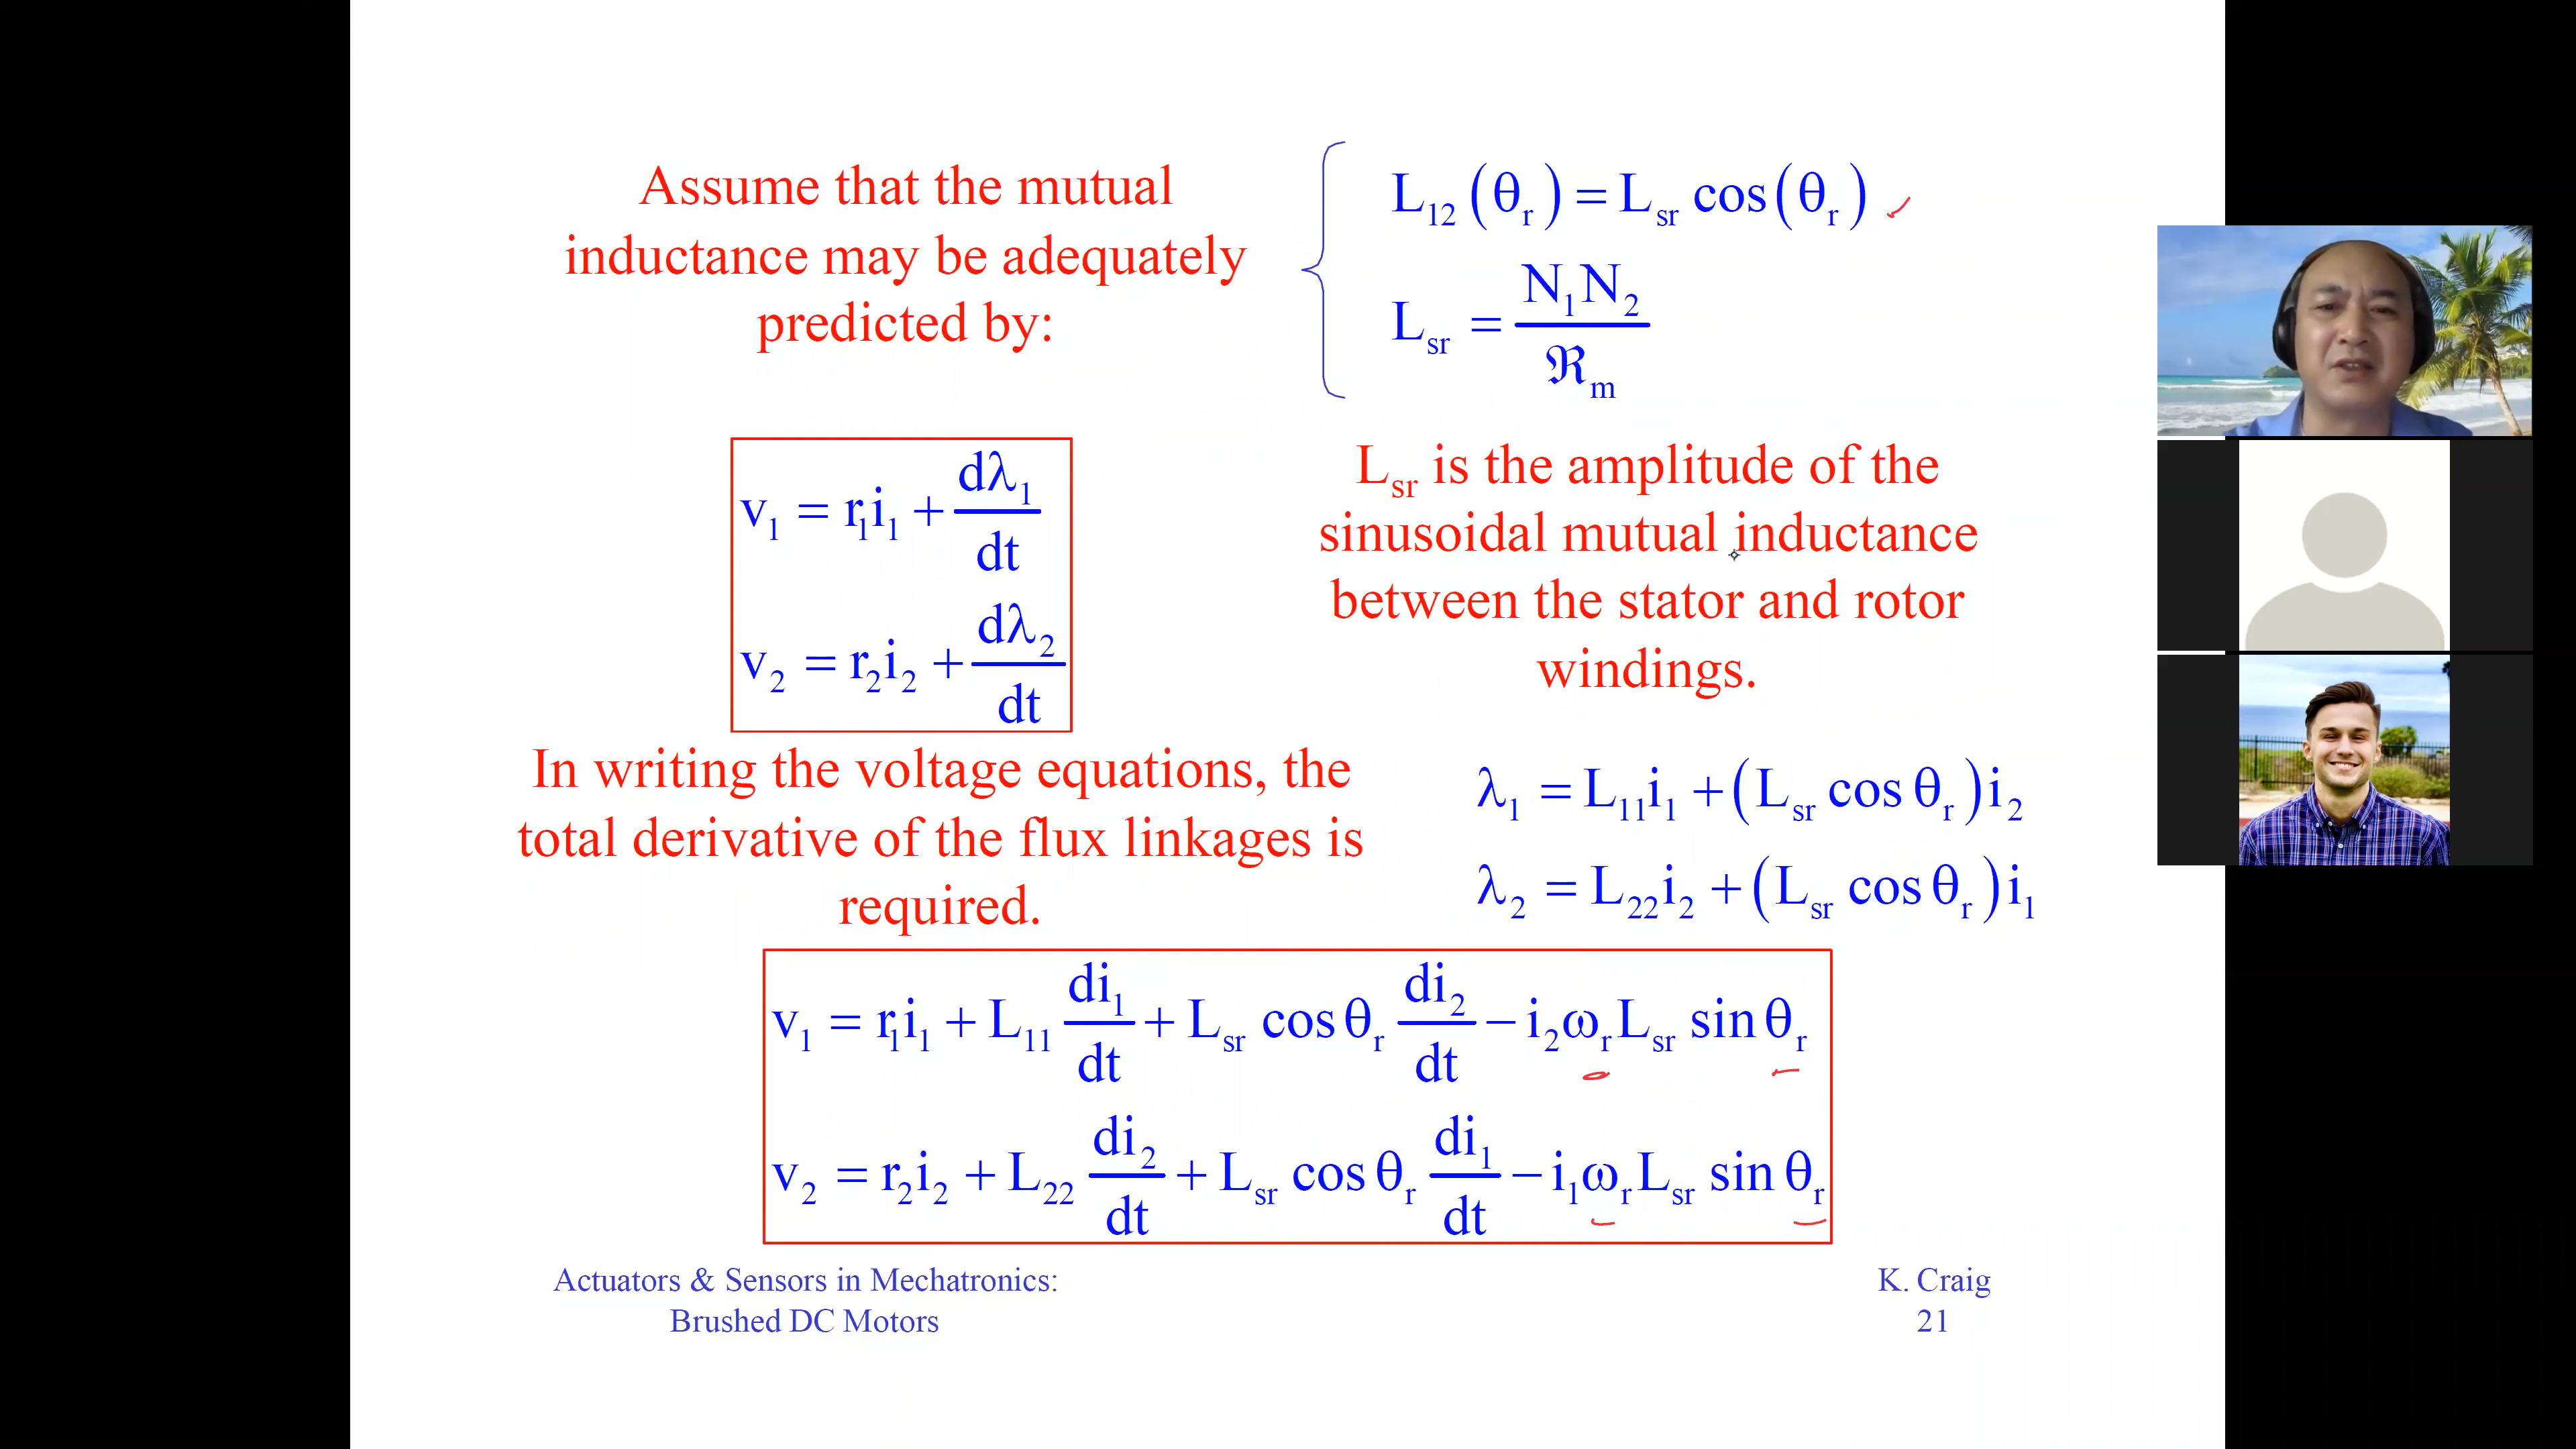 Assume that the mutual
inductance may be adequately
predicted by:
L₁₂(θᵣ) = Lₛᵣ cos(θᵣ)
Lₛᵣ = N₁N₂ / ℜₘ
v₁ = r₁i₁ + dλ₁/dt
v₂ = r₂i₂ + dλ₂/dt
Lₛᵣ is the amplitude of the
sinusoidal mutual inductance
between the stator and rotor
windings.
In writing the voltage equations, the
total derivative of the flux linkages is
required.
λ₁ = L₁₁i₁ + (Lₛᵣ cos θᵣ)i₂
λ₂ = L₂₂i₂ + (Lₛᵣ cos θᵣ)i₁
v₁ = r₁i₁ + L₁₁ di₁/dt + Lₛᵣ cos θᵣ di₂/dt − i₂ωᵣLₛᵣ sin θᵣ
v₂ = r₂i₂ + L₂₂ di₂/dt + Lₛᵣ cos θᵣ di₁/dt − i₁ωᵣLₛᵣ sin θᵣ
Actuators & Sensors in Mechatronics:
Brushed DC Motors
K. Craig
21